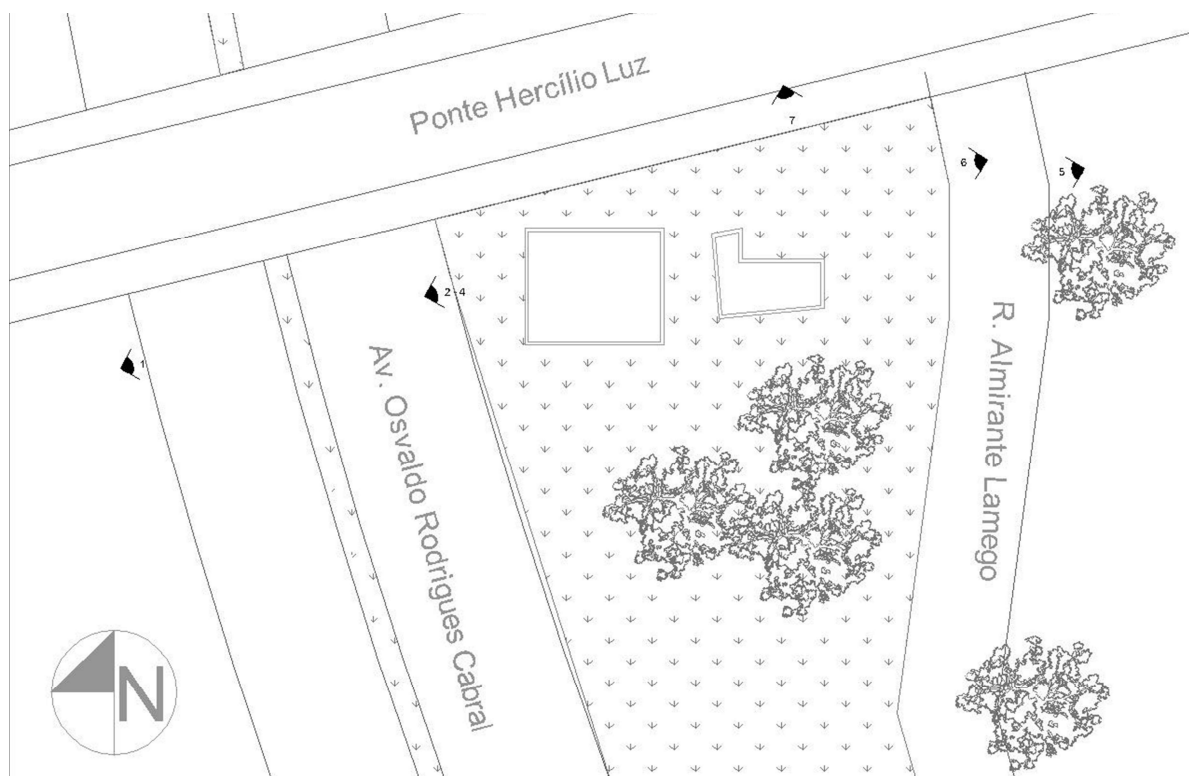 Ponte Hercílio Luz
7
6
5
2-4
1
Av. Osvaldo Rodrigues Cabral
R. Almirante Lamego
N